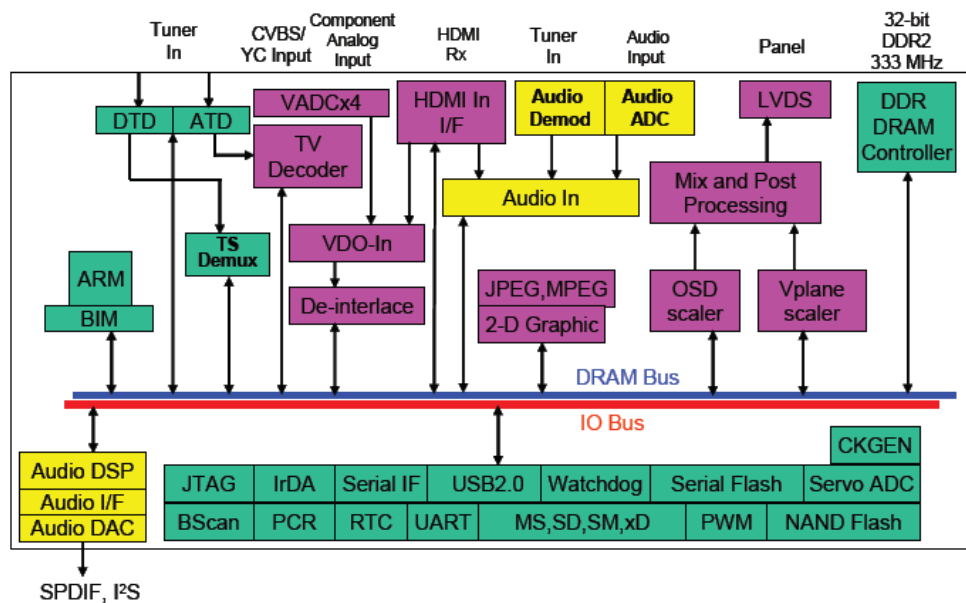 Tuner
In
CVBS/
YC Input
Component
Analog
Input
HDMI
Rx
Tuner
In
Audio
Input
Panel
32-bit
DDR2
333 MHz
DTD
ATD
VADCx4
TV
Decoder
HDMI In
I/F
Audio
Demod
Audio
ADC
LVDS
DDR
DRAM
Controller
Audio In
Mix and Post
Processing
TS
Demux
VDO-In
ARM
BIM
De-interlace
JPEG,MPEG
2-D Graphic
OSD
scaler
Vplane
scaler
DRAM Bus
IO Bus
CKGEN
Audio DSP
Audio I/F
Audio DAC
JTAG
IrDA
Serial IF
USB2.0
Watchdog
Serial Flash
Servo ADC
BScan
PCR
RTC
UART
MS,SD,SM,xD
PWM
NAND Flash
SPDIF, I²S